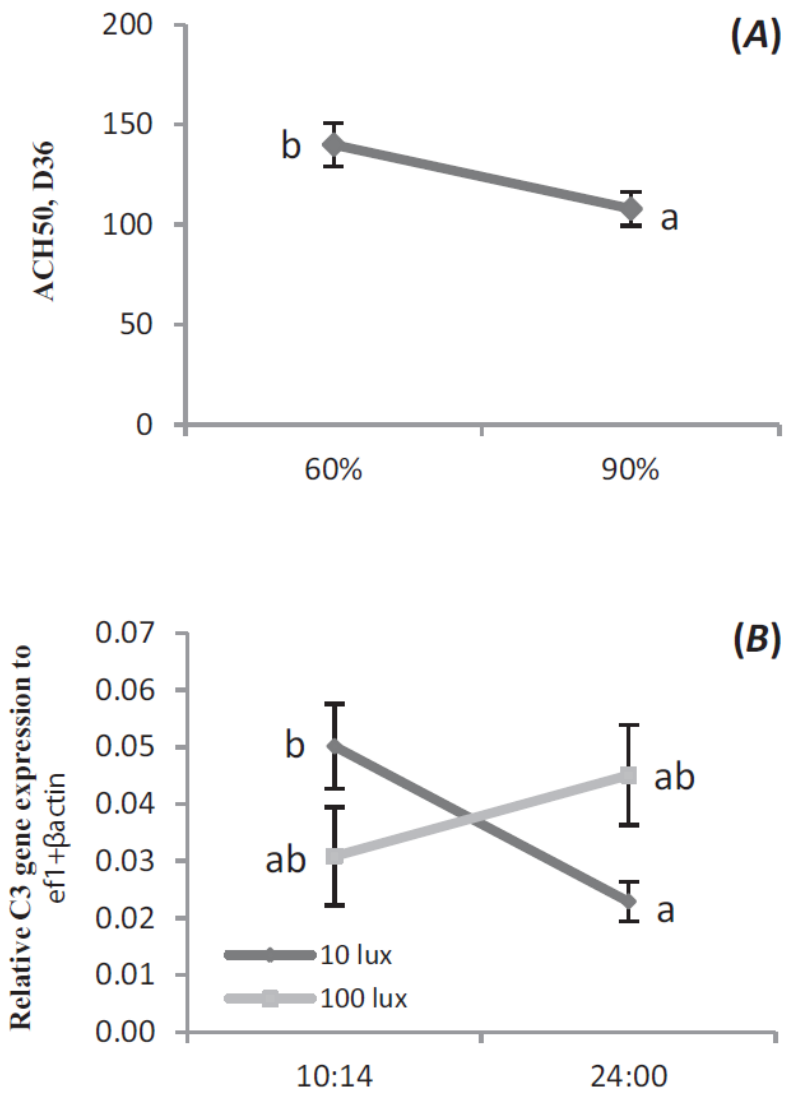 (A)
200
150
100
50
0
ACH50, D36
b
a
60%
90%
(B)
0.07
0.06
0.05
0.04
0.03
0.02
0.01
0.00
Relative C3 gene expression to
ef1+βactin
b
ab
ab
a
10 lux
100 lux
10:14
24:00